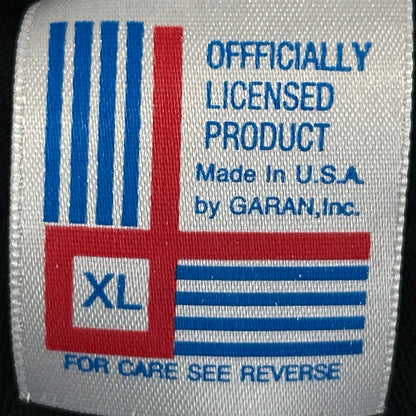 OFFFICIALLY
LICENSED
PRODUCT
Made In U.S.A.
by GARAN,Inc.
XL
FOR CARE SEE REVERSE